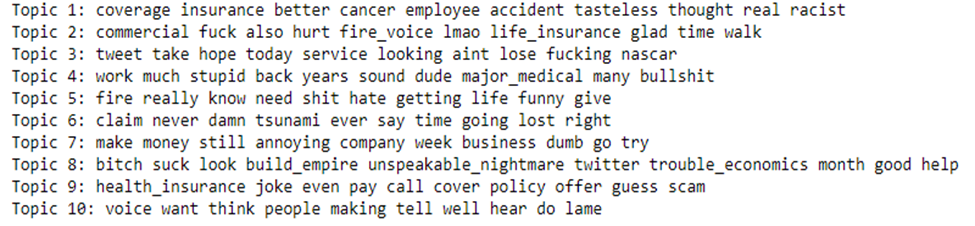 Topic 1: coverage insurance better cancer employee accident tasteless thought real racist
Topic 2: commercial fuck also hurt fire_voice lmao life_insurance glad time walk
Topic 3: tweet take hope today service looking aint lose fucking nascar
Topic 4: work much stupid back years sound dude major_medical many bullshit
Topic 5: fire really know need shit hate getting life funny give
Topic 6: claim never damn tsunami ever say time going lost right
Topic 7: make money still annoying company week business dumb go try
Topic 8: bitch suck look build_empire unspeakable_nightmare twitter trouble_economics month good help
Topic 9: health_insurance joke even pay call cover policy offer guess scam
Topic 10: voice want think people making tell well hear do lame